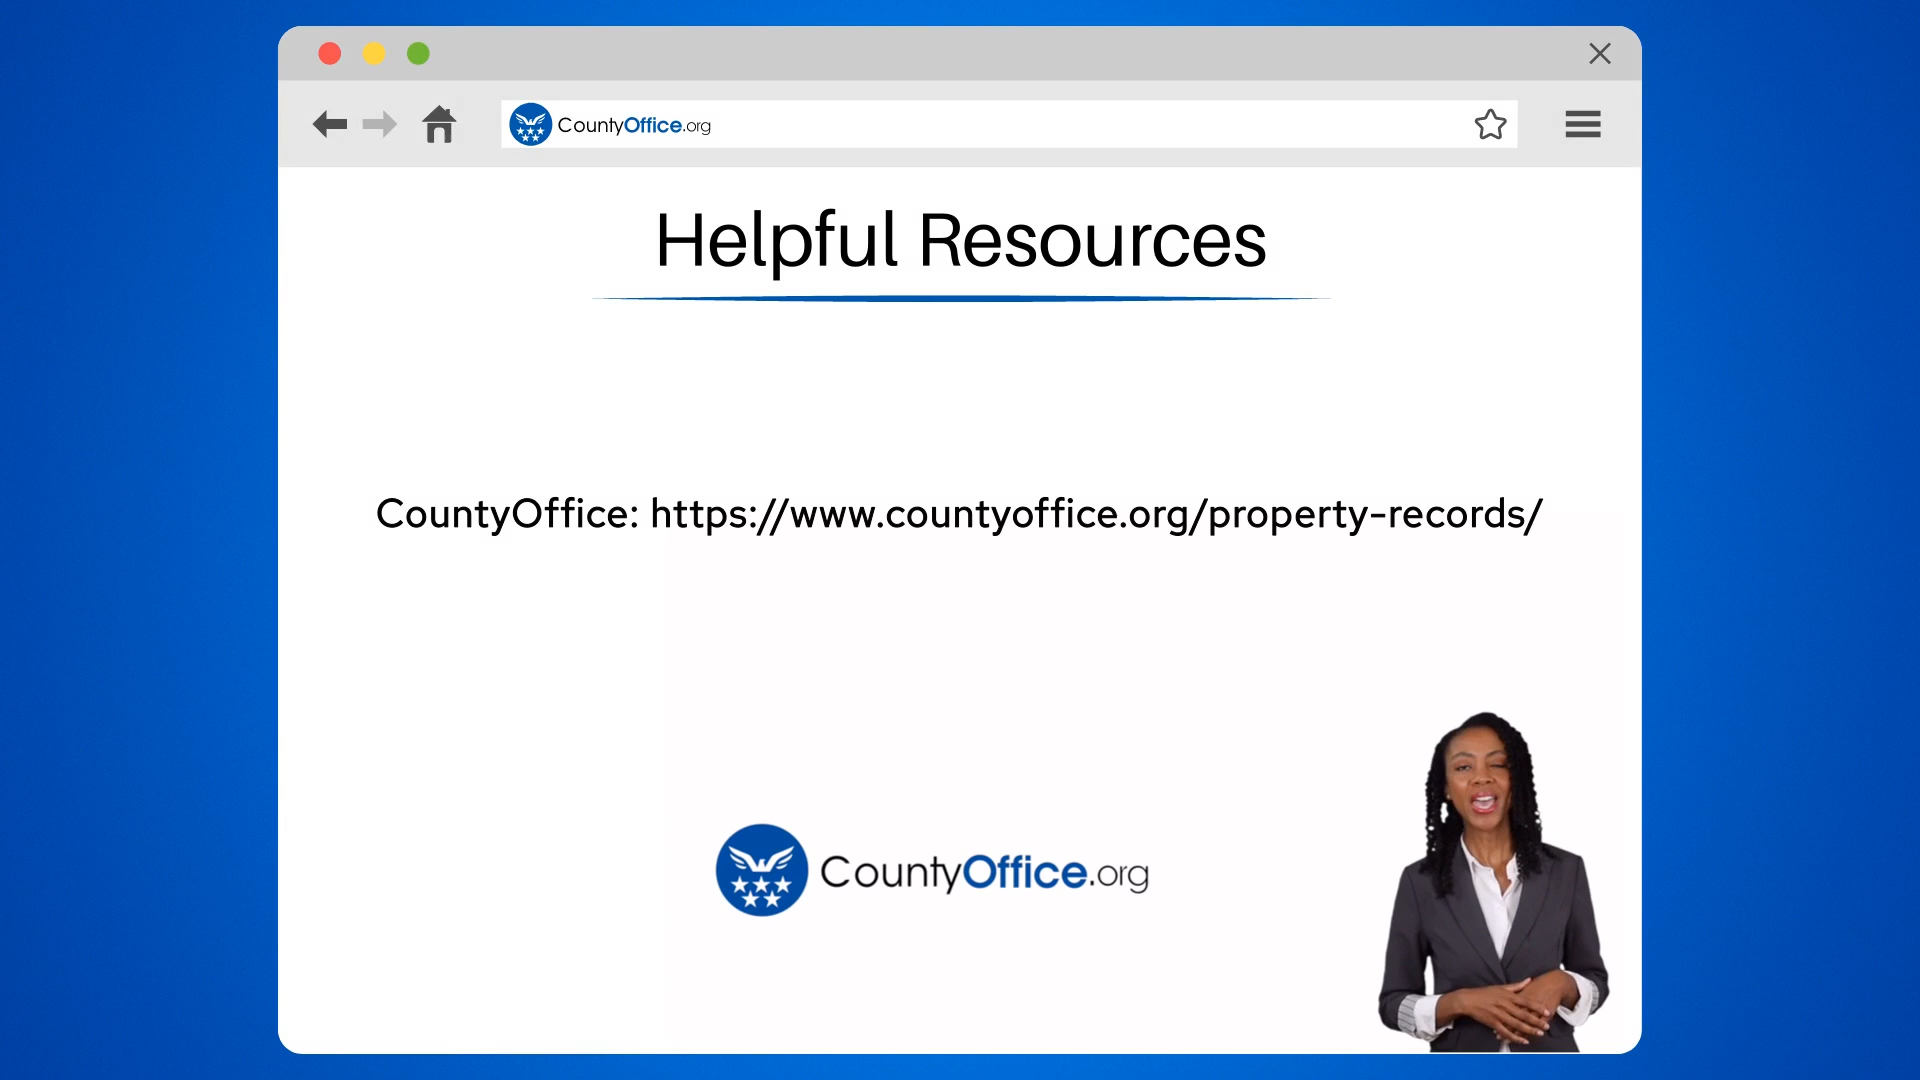 CountyOffice.org
Helpful Resources
CountyOffice: https://www.countyoffice.org/property-records/
CountyOffice.org